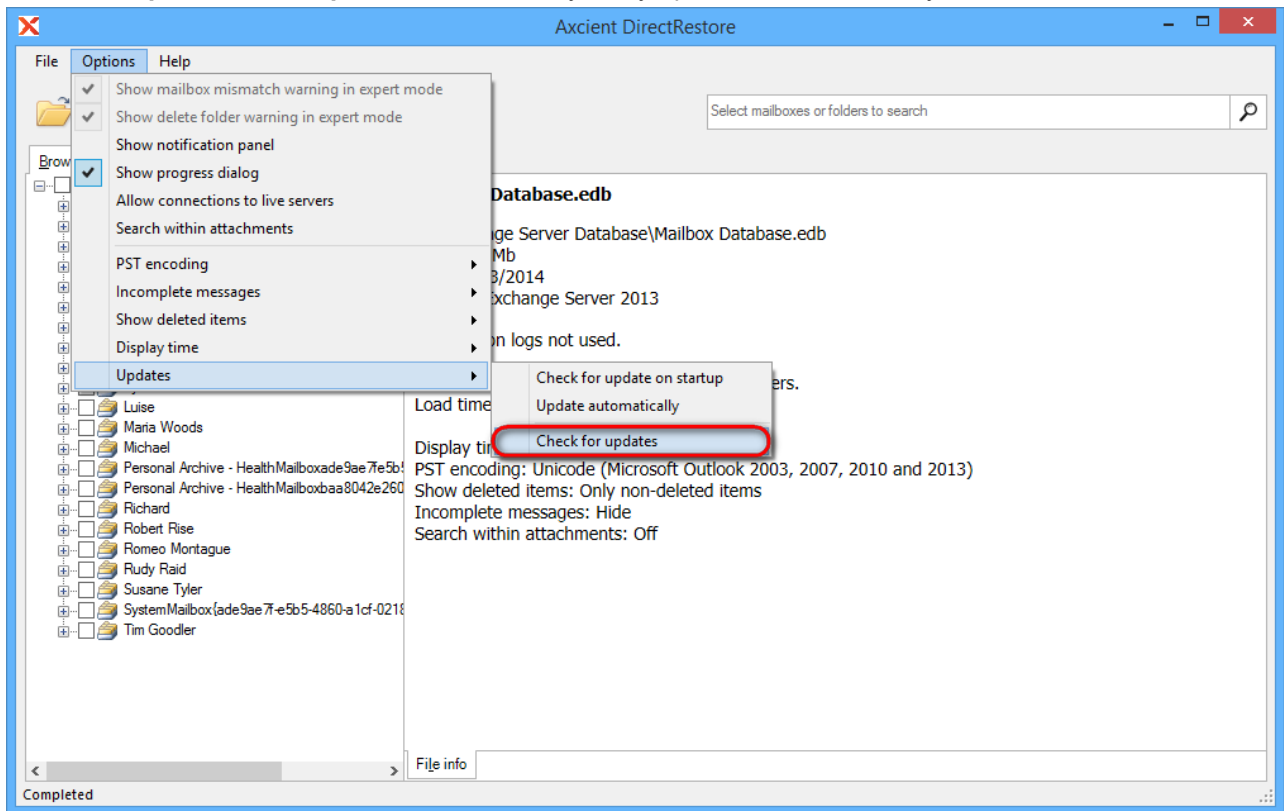 Axcient DirectRestore
File Options Help
Show mailbox mismatch warning in expert mode
Show delete folder warning in expert mode
Show notification panel
Show progress dialog
Allow connections to live servers
Search within attachments
PST encoding
Incomplete messages
Show deleted items
Display time
Updates
Check for update on startup
Update automatically
Check for updates
Select mailboxes or folders to search
Brow
Luise
Maria Woods
Michael
Personal Archive - HealthMailboxade9ae7fe5b
Personal Archive - HealthMailboxbaa8042e260
Richard
Robert Rise
Romeo Montague
Rudy Raid
Susane Tyler
SystemMailbox{ade9ae7f-e5b5-4860-a1cf-0218
Tim Goodler
Database.edb
ge Server Database\Mailbox Database.edb
Mb
3/2014
xchange Server 2013
on logs not used.
ers.
Load time
Display ti
PST encoding: Unicode (Microsoft Outlook 2003, 2007, 2010 and 2013)
Show deleted items: Only non-deleted items
Incomplete messages: Hide
Search within attachments: Off
File info
Completed